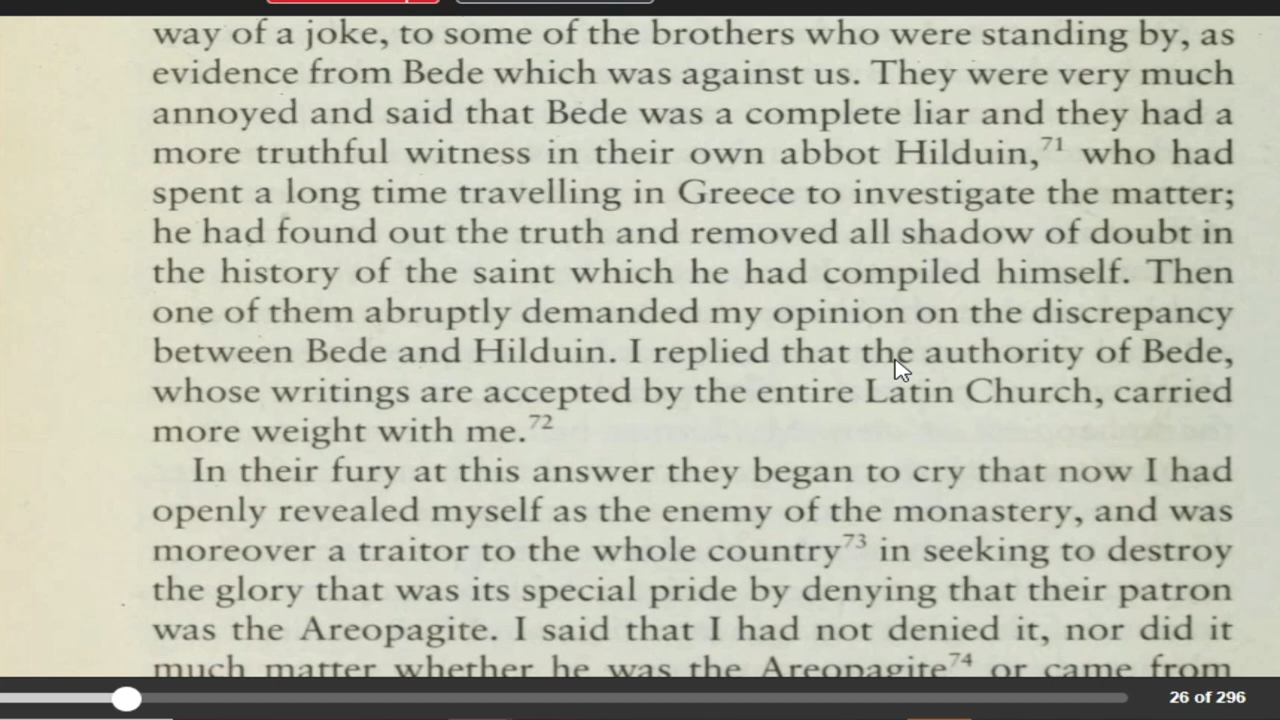 way of a joke, to some of the brothers who were standing by, as
evidence from Bede which was against us. They were very much
annoyed and said that Bede was a complete liar and they had a
more truthful witness in their own abbot Hilduin,71 who had
spent a long time travelling in Greece to investigate the matter;
he had found out the truth and removed all shadow of doubt in
the history of the saint which he had compiled himself. Then
one of them abruptly demanded my opinion on the discrepancy
between Bede and Hilduin. I replied that the authority of Bede,
whose writings are accepted by the entire Latin Church, carried
more weight with me.72
In their fury at this answer they began to cry that now I had
openly revealed myself as the enemy of the monastery, and was
moreover a traitor to the whole country73 in seeking to destroy
the glory that was its special pride by denying that their patron
was the Areopagite. I said that I had not denied it, nor did it
much matter whether he was the Areopagite74 or came from
26 of 296